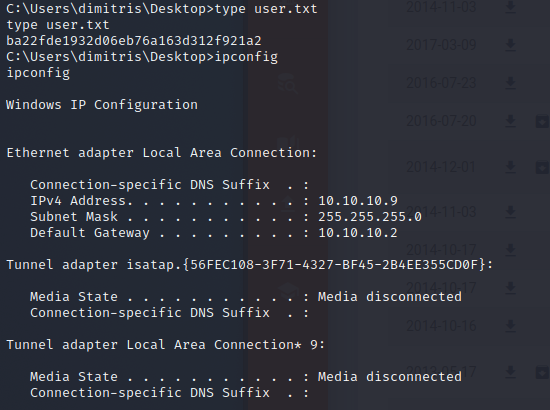 C:\Users\dimitris\Desktop>type user.txt
type user.txt
ba22fde1932d06eb76a163d312f921a2
C:\Users\dimitris\Desktop>ipconfig
ipconfig
Windows IP Configuration
Ethernet adapter Local Area Connection:
   Connection-specific DNS Suffix  . :
   IPv4 Address. . . . . . . . . . . : 10.10.10.9
   Subnet Mask . . . . . . . . . . . : 255.255.255.0
   Default Gateway . . . . . . . . . : 10.10.10.2
Tunnel adapter isatap.{56FEC108-3F71-4327-BF45-2B4EE355CD0F}:
   Media State . . . . . . . . . . . : Media disconnected
   Connection-specific DNS Suffix  . :
Tunnel adapter Local Area Connection* 9:
   Media State . . . . . . . . . . . : Media disconnected
   Connection-specific DNS Suffix  . :
2014-11-03
2017-03-09
2016-07-23
2016-07-20
2014-12-01
2014-11-03
2014-10-17
2014-10-17
2014-10-16